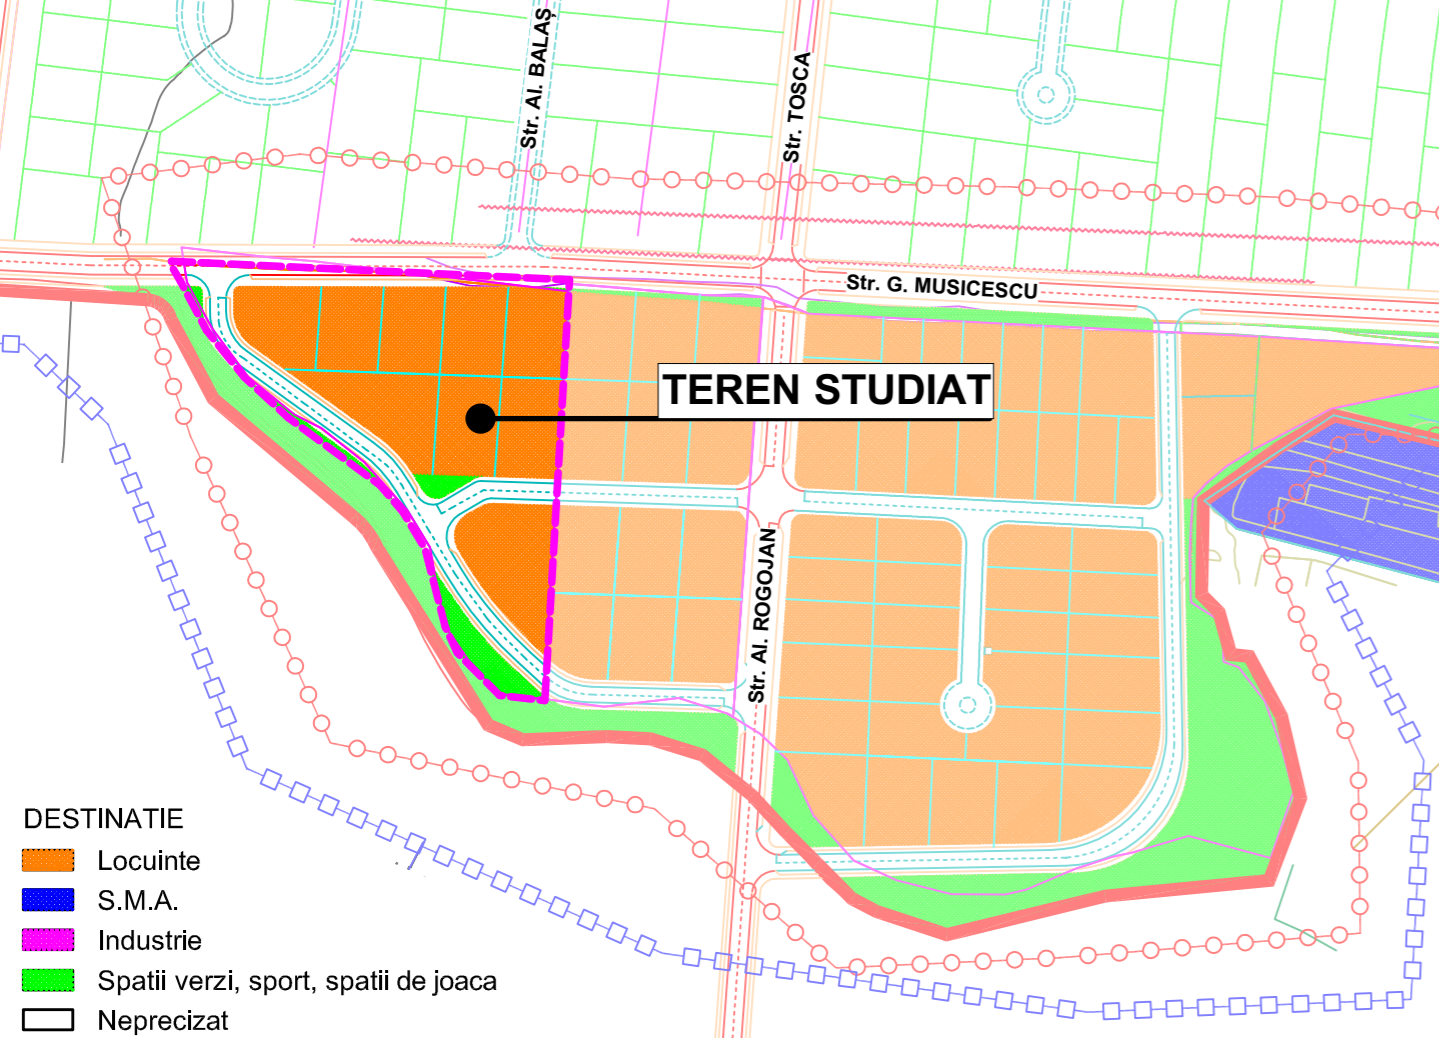 Str. Al. BALAȘ
Str. TOSCA
Str. G. MUSICESCU
TEREN STUDIAT
Str. Al. ROGOJAN
DESTINATIE
Locuinte
S.M.A.
Industrie
Spatii verzi, sport, spatii de joaca
Neprecizat